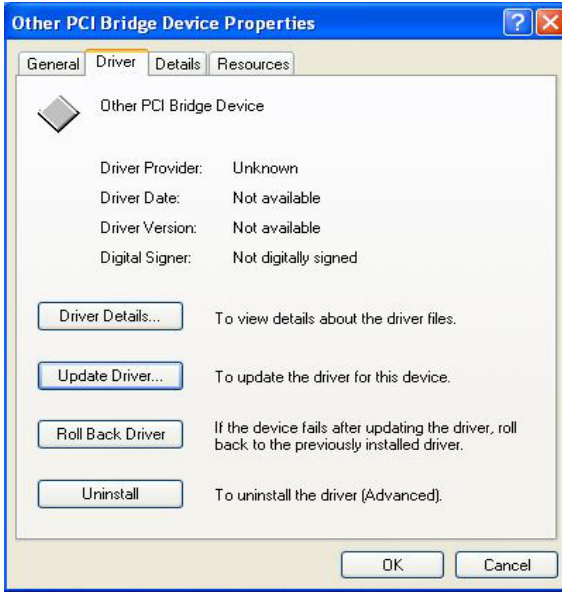 Other PCI Bridge Device Properties
General Driver Details Resources
Other PCI Bridge Device
Driver Provider: Unknown
Driver Date: Not available
Driver Version: Not available
Digital Signer: Not digitally signed
Driver Details... To view details about the driver files.
Update Driver... To update the driver for this device.
Roll Back Driver If the device fails after updating the driver, roll
back to the previously installed driver.
Uninstall To uninstall the driver (Advanced).
OK Cancel